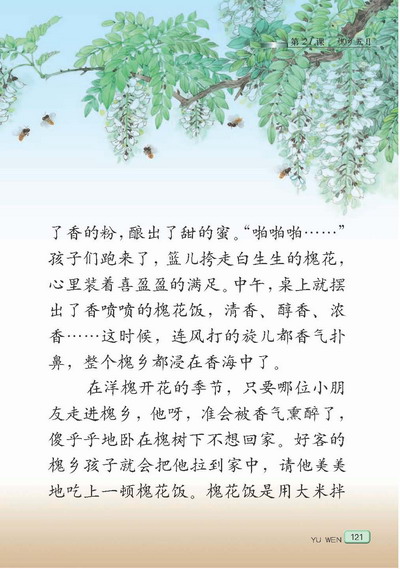 第27课 槐乡五月
了香的粉，酿出了甜的蜜。“啪啪啪……”
孩子们跑来了，篮儿挎走白生生的槐花，
心里装着喜盈盈的满足。中午，桌上就摆
出了香喷喷的槐花饭，清香、醇香、浓
香……这时候，连风打的旋儿都香气扑
鼻，整个槐乡都浸在香海中了。
在洋槐开花的季节，只要哪位小朋
友走进槐乡，他呀，准会被香气熏醉了，
傻乎乎地卧在槐树下不想回家。好客的
槐乡孩子就会把他拉到家中，请他美美
地吃上一顿槐花饭。槐花饭是用大米拌
YU WEN 121